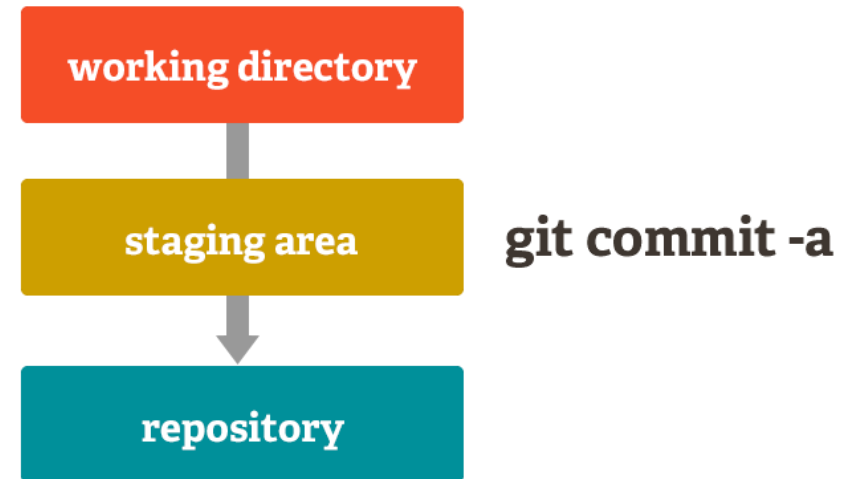 working directory
staging area
git commit -a
repository